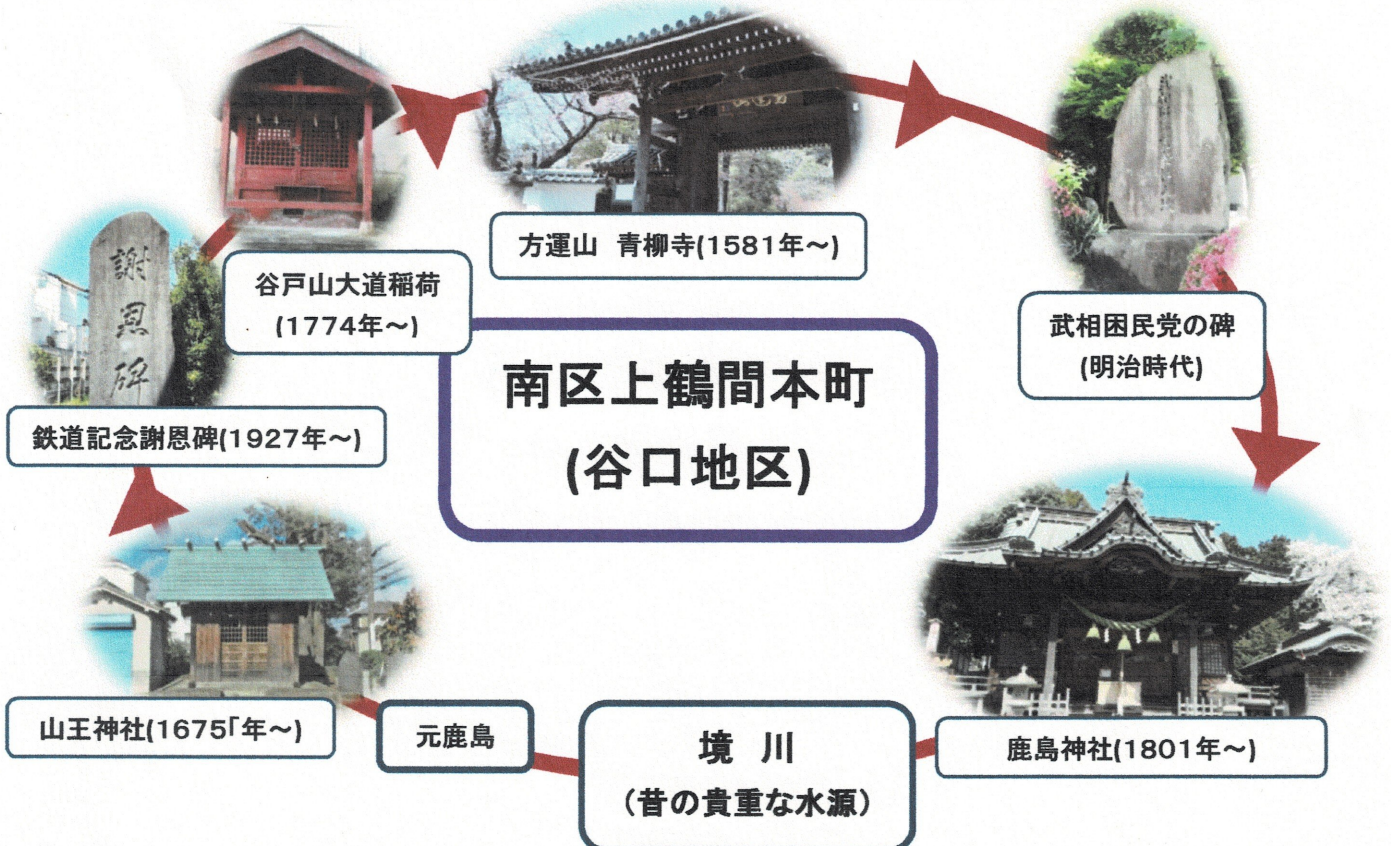 方運山 青柳寺(1581年～)
谷戸山大道稲荷
(1774年～)
武相困民党の碑
(明治時代)
南区上鶴間本町
(谷口地区)
謝恩碑
鉄道記念謝恩碑(1927年～)
山王神社(1675｢年～)
元鹿島
境 川
（昔の貴重な水源）
鹿島神社(1801年～)